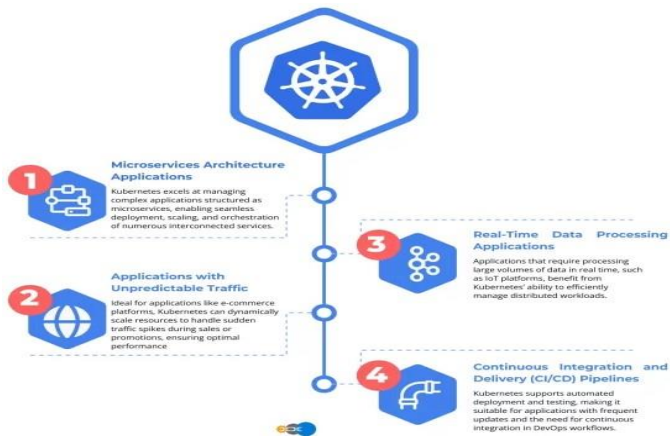 1
Microservices Architecture
Applications
Kubernetes excels at managing
complex applications structured as
microservices, enabling seamless
deployment, scaling, and orchestration
of numerous interconnected services.
2
Applications with
Unpredictable Traffic
Ideal for applications like e-commerce
platforms, Kubernetes can dynamically
scale resources to handle sudden
traffic spikes during sales or
promotions, ensuring optimal
performance
3
Real-Time Data Processing
Applications
Applications that require processing
large volumes of data in real time, such
as IoT platforms, benefit from
Kubernetes' ability to efficiently
manage distributed workloads.
4
Continuous Integration and
Delivery (CI/CD) Pipelines
Kubernetes supports automated
deployment and testing, making it
suitable for applications with frequent
updates and the need for continuous
integration in DevOps workflows.